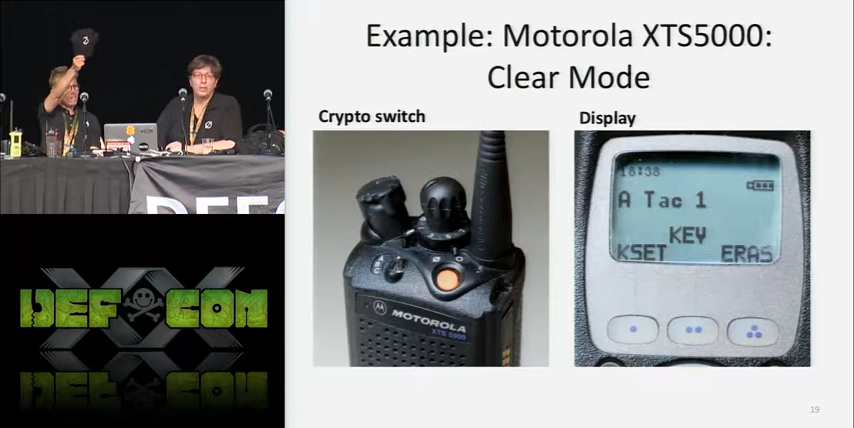 Example: Motorola XTS5000:
Clear Mode
Crypto switch
Display
MOTOROLA
XTS 5000
16:38
A Tac 1
KEY
KSET ERAS
DEF CON
19